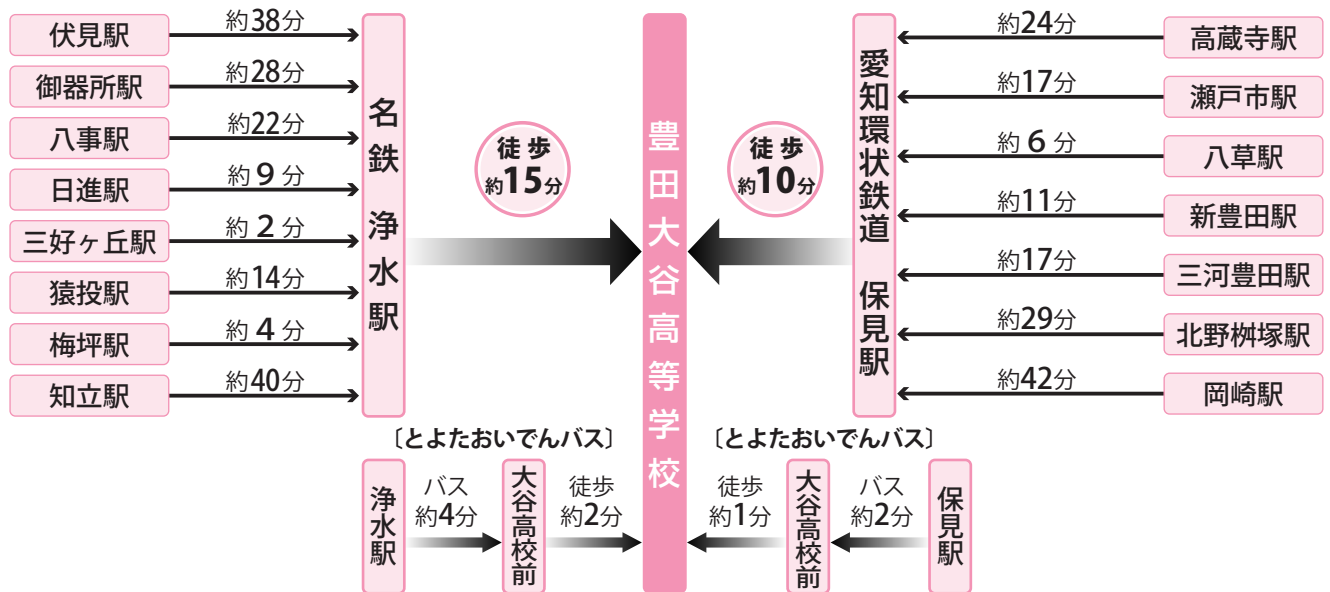 伏見駅
約38分
御器所駅
約28分
八事駅
約22分
日進駅
約9分
三好ヶ丘駅
約2分
猿投駅
約14分
梅坪駅
約4分
知立駅
約40分
名鉄 浄水駅
徒歩
約15分
豊田大谷高等学校
徒歩
約10分
愛知環状鉄道 保見駅
約24分
高蔵寺駅
約17分
瀬戸市駅
約6分
八草駅
約11分
新豊田駅
約17分
三河豊田駅
約29分
北野桝塚駅
約42分
岡崎駅
〔とよたおいでんバス〕
浄水駅
バス
約4分
大谷高校前
徒歩
約2分
〔とよたおいでんバス〕
徒歩
約1分
大谷高校前
バス
約2分
保見駅